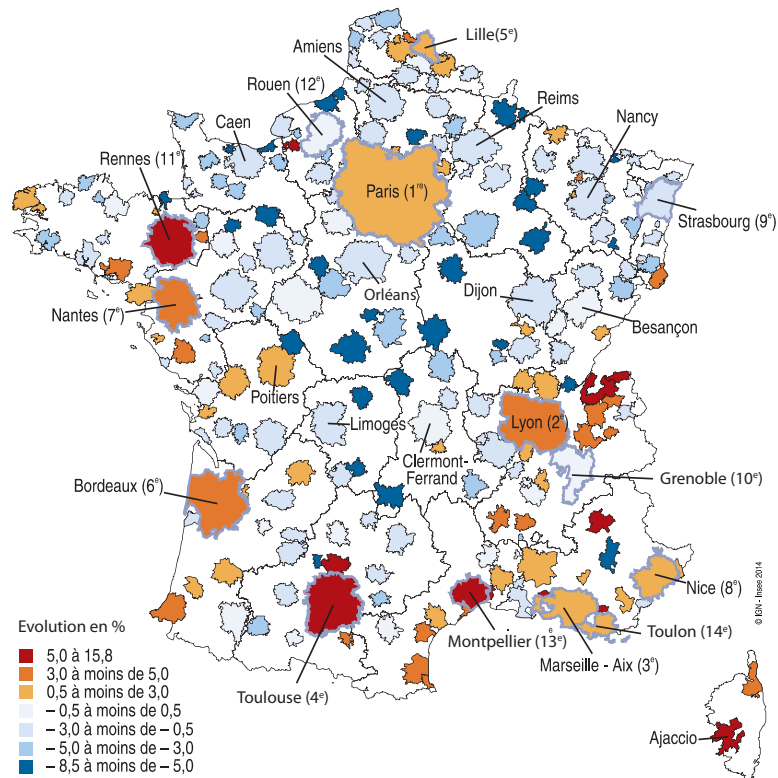 Lille(5e)
Amiens
Rouen (12e)
Reims
Caen
Nancy
Rennes (11e)
Paris (1re)
Strasbourg (9e)
Orléans
Dijon
Nantes (7e)
Besançon
Poitiers
Lyon (2e)
Limoges
Clermont-
Ferrand
Grenoble (10e)
Bordeaux (6e)
© IGN - Insee 2014
Nice (8e)
Evolution en %
Montpellier (13e)
e
Toulon (14e)
5,0 à 15,8
Marseille - Aix (3e)
3,0 à moins de 5,0
Toulouse (4e)
0,5 à moins de 3,0
– 0,5 à moins de 0,5
– 3,0 à moins de – 0,5
Ajaccio
– 5,0 à moins de – 3,0
– 8,5 à moins de – 5,0